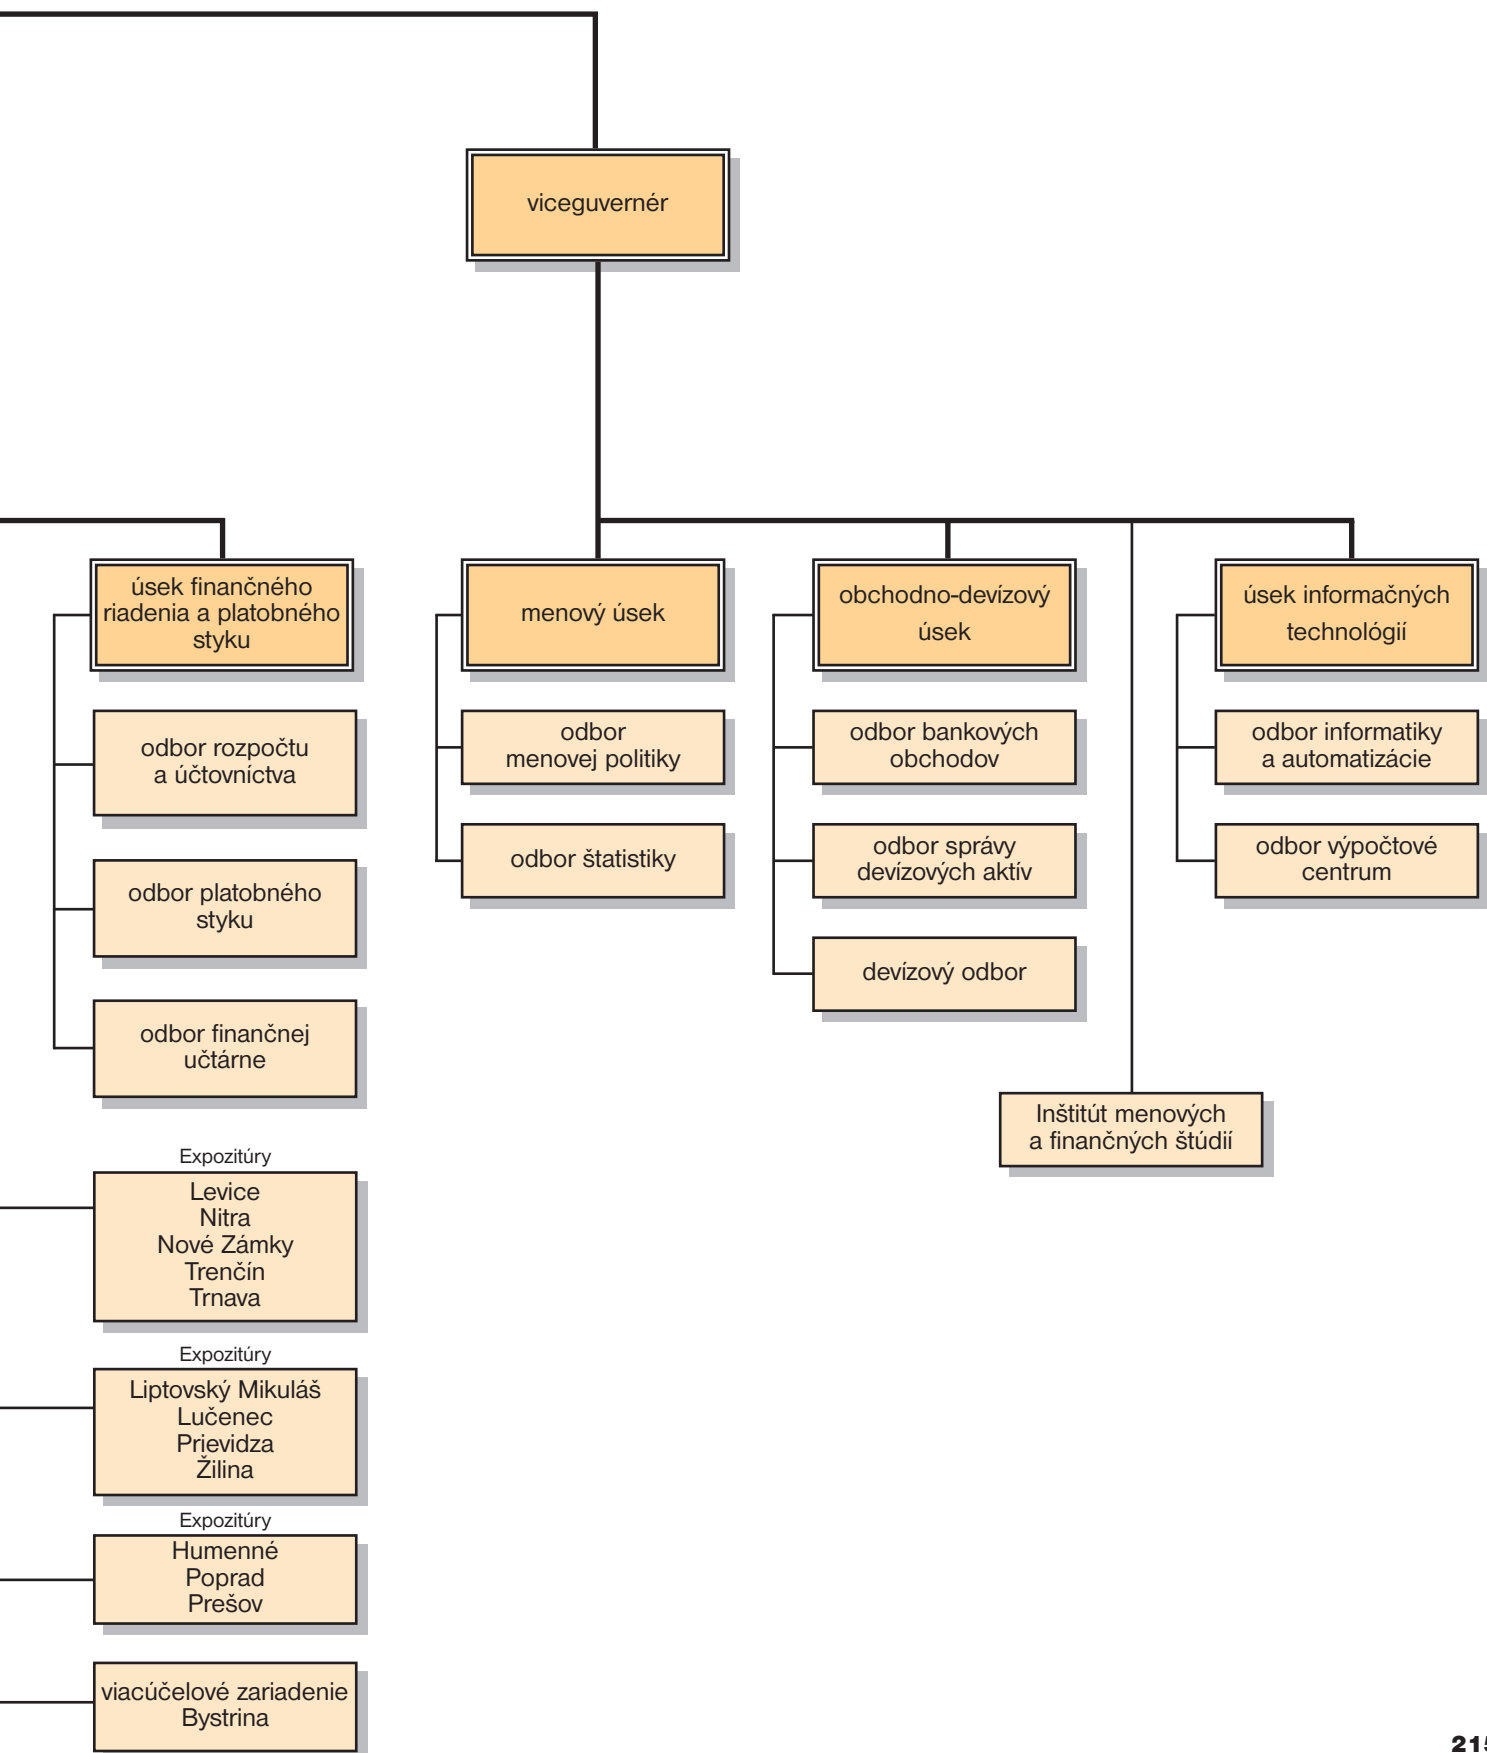 viceguvernér
úsek finančného
riadenia a platobného
styku
odbor rozpočtu
a účtovníctva
odbor platobného
styku
odbor finančnej
učtárne
menový úsek
odbor
menovej politiky
odbor štatistiky
obchodno-devízový
úsek
odbor bankových
obchodov
odbor správy
devízových aktív
devízový odbor
úsek informačných
technológií
odbor informatiky
a automatizácie
odbor výpočtové
centrum
Inštitút menových
a finančných štúdií
Expozitúry
Levice
Nitra
Nové Zámky
Trenčín
Trnava
Expozitúry
Liptovský Mikuláš
Lučenec
Prievidza
Žilina
Expozitúry
Humenné
Poprad
Prešov
viacúčelové zariadenie
Bystrina
215